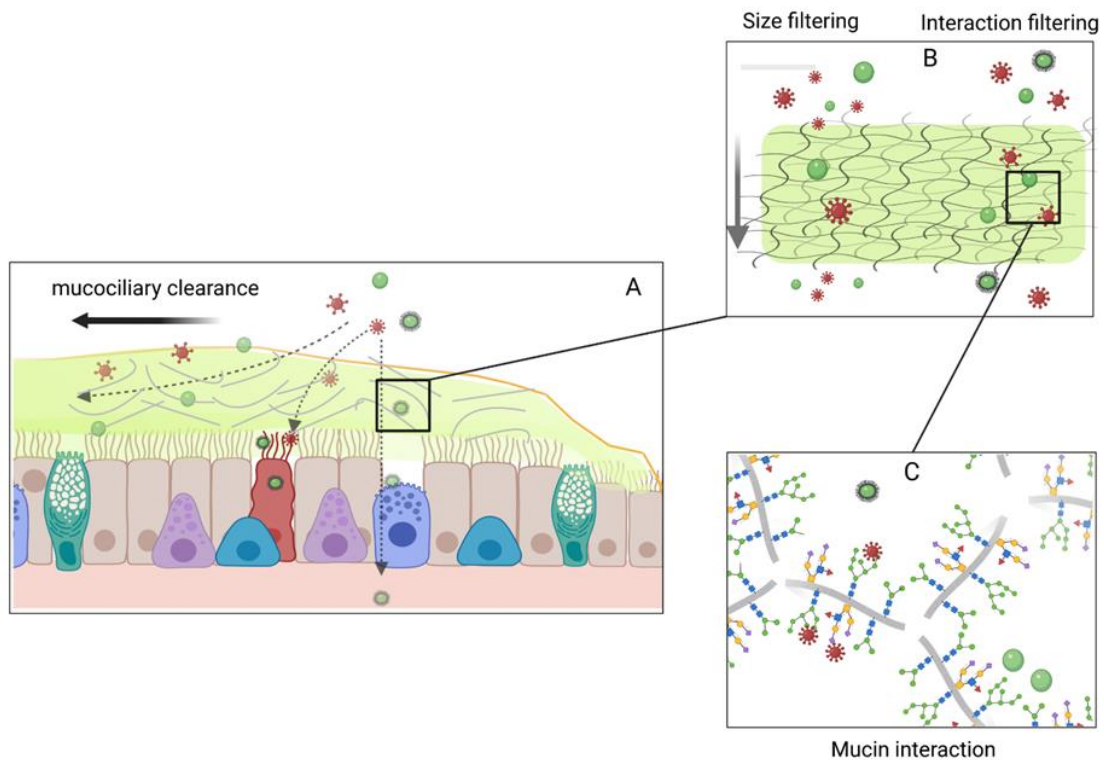 Size filtering
Interaction filtering
B
mucociliary clearance
A
C
Mucin interaction